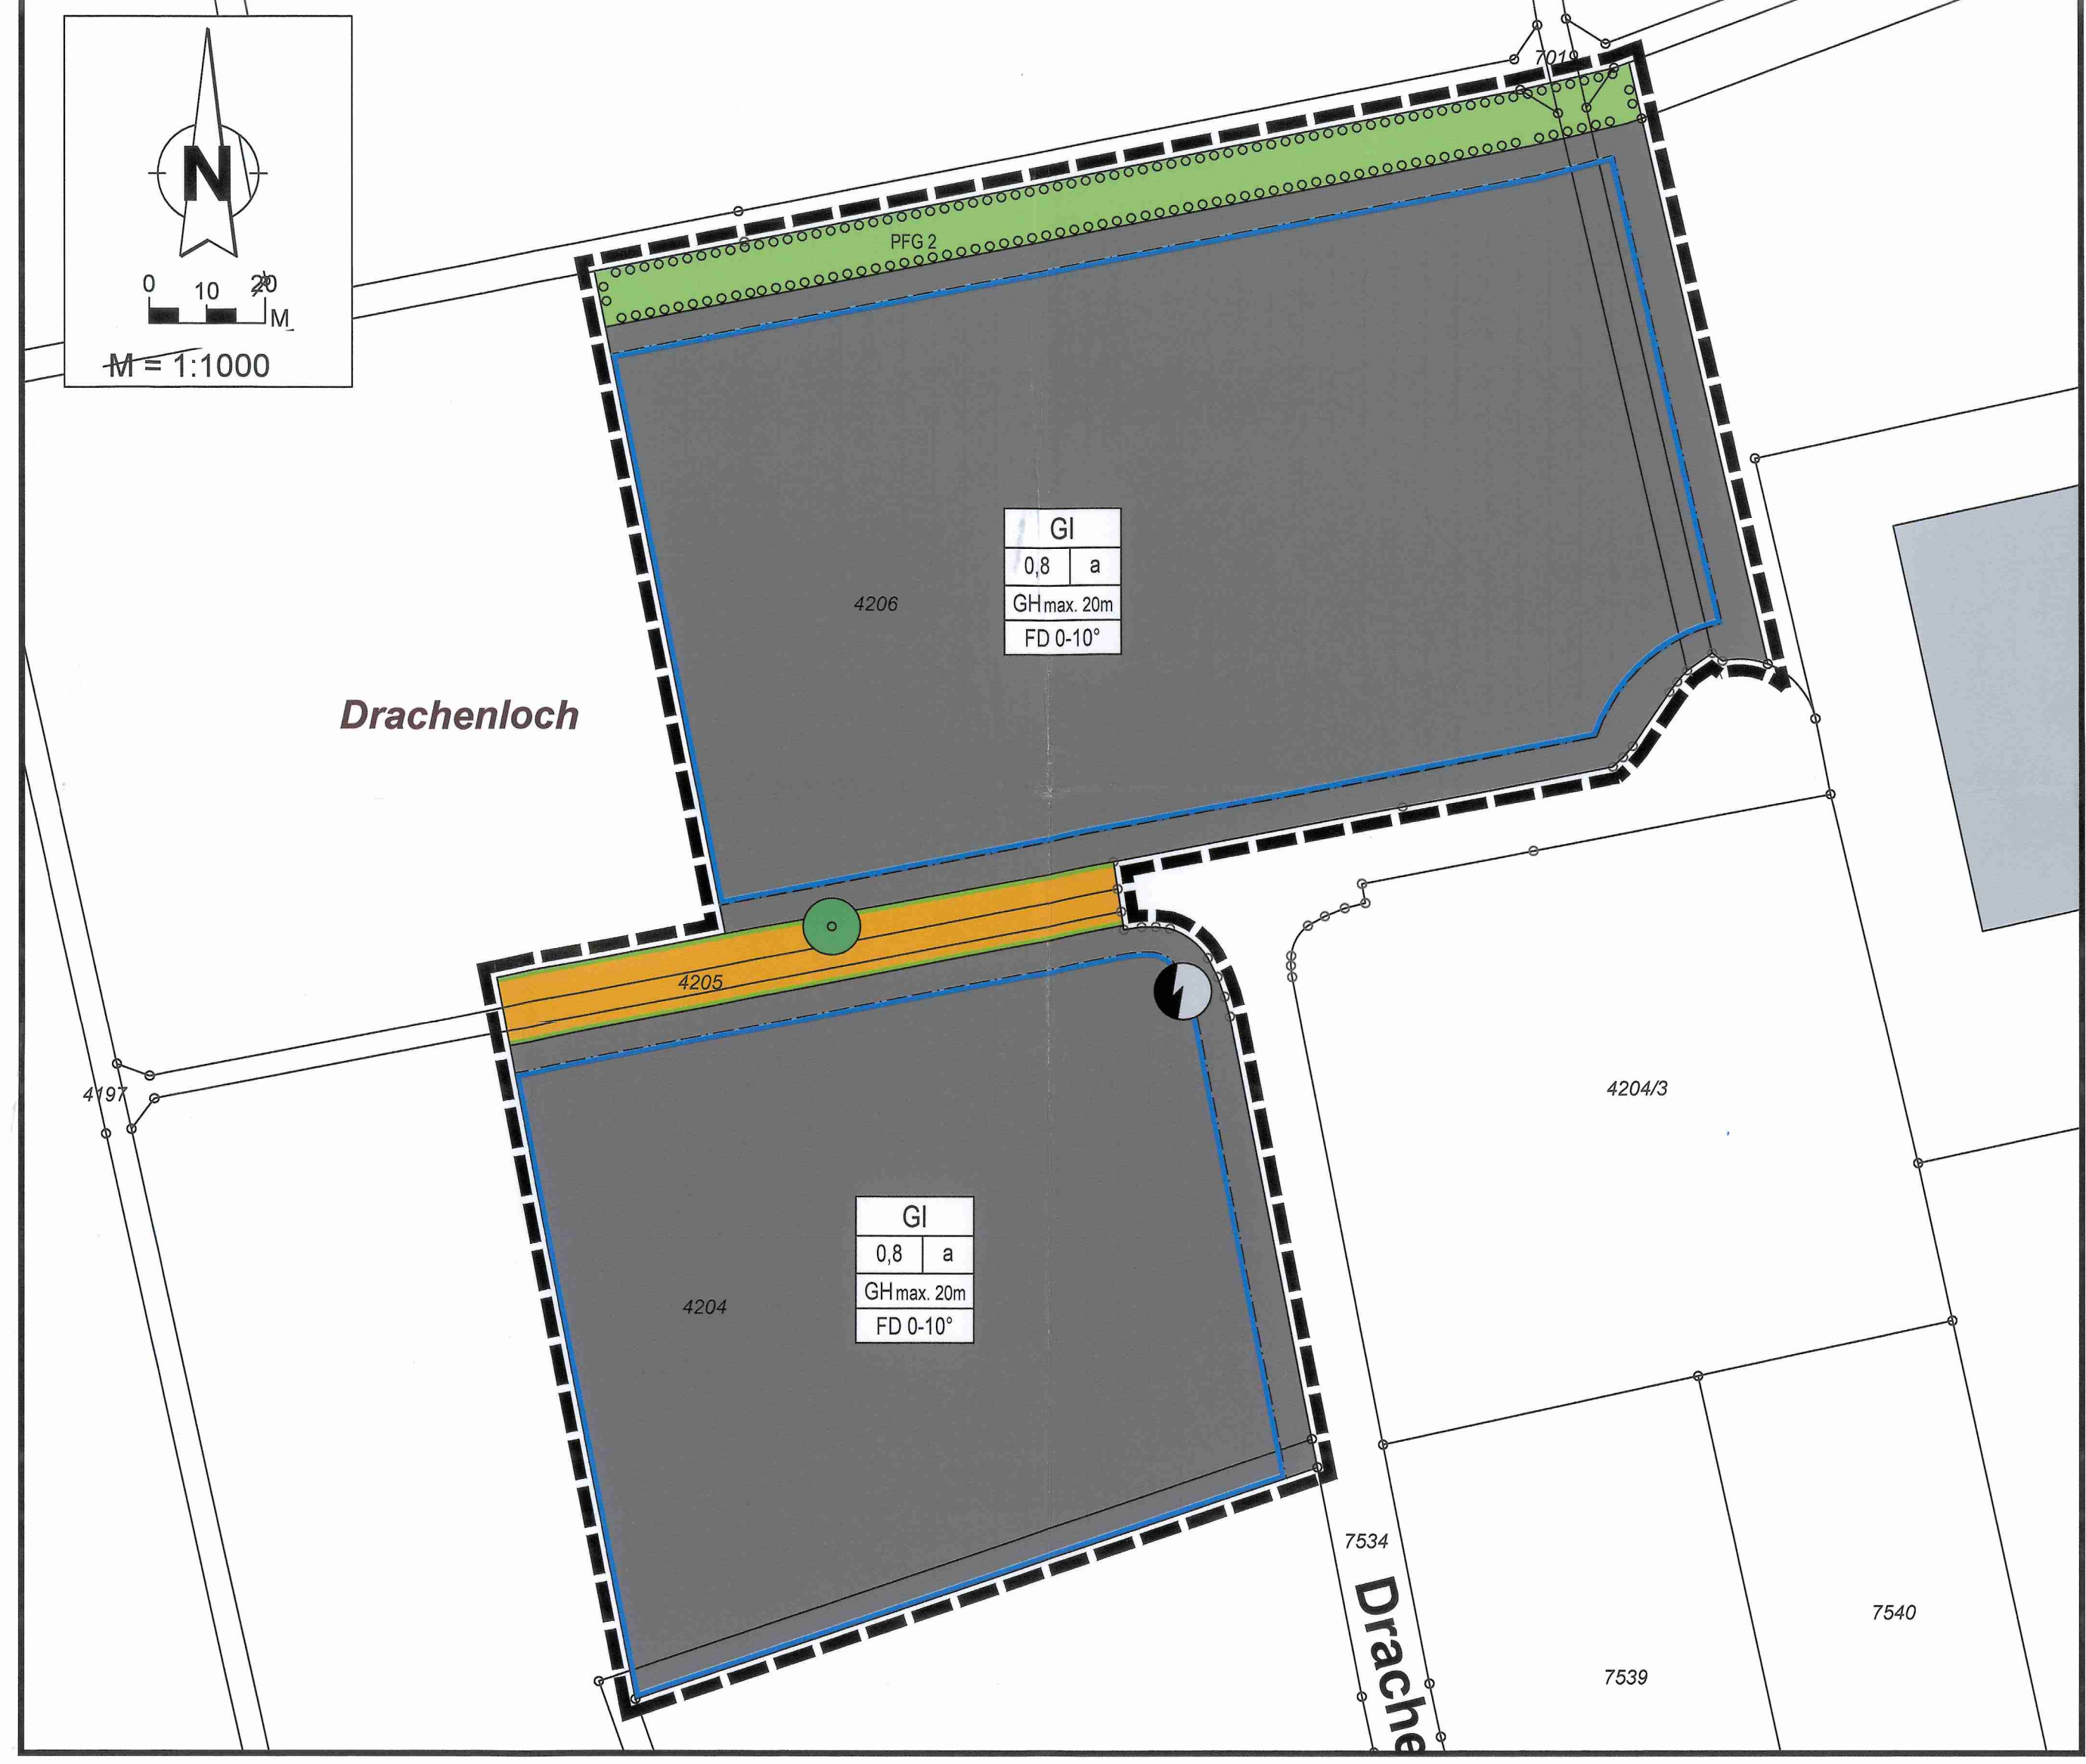 7019
N
0 10 20
M
M = 1:1000
PFG 2
GI
0,8 a
GH max. 20m
FD 0-10°
4206
Drachenloch
4205
4197
4204/3
GI
0,8 a
GH max. 20m
FD 0-10°
4204
7534
Drache
7540
7539